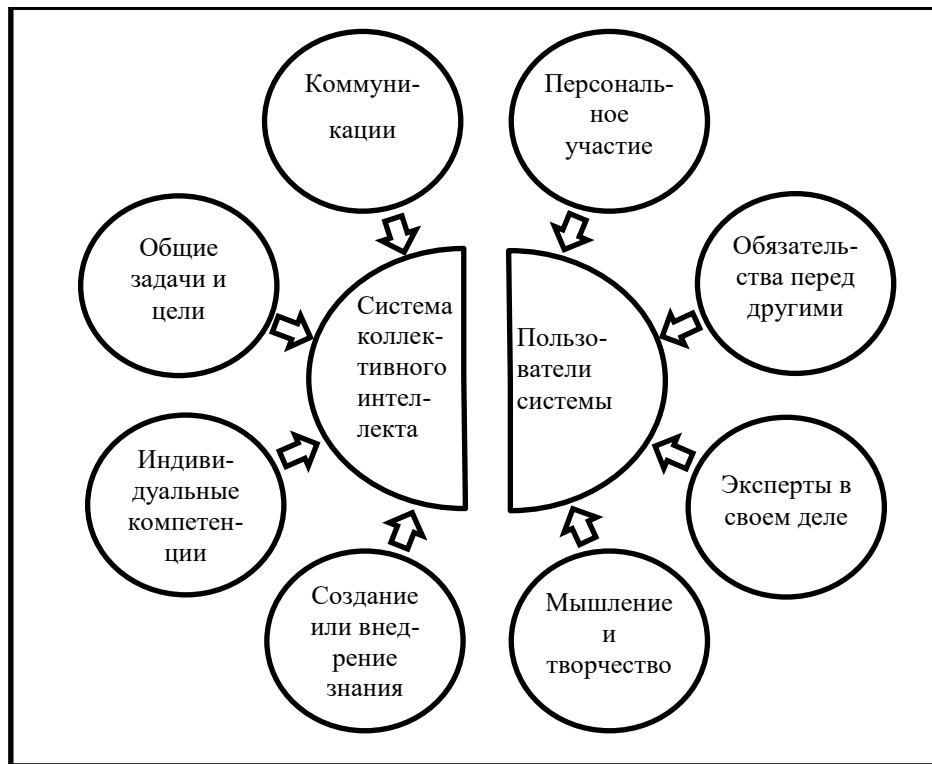 Коммуни-
кации
Персональ-
ное
участие
Общие
задачи и
цели
Обязатель-
ства перед
другими
Система
коллек-
тивного
интел-
лекта
Пользо-
ватели
системы
Индиви-
дуальные
компетен-
ции
Эксперты в
своем деле
Создание
или внед-
рение
знания
Мышление
и
творчество